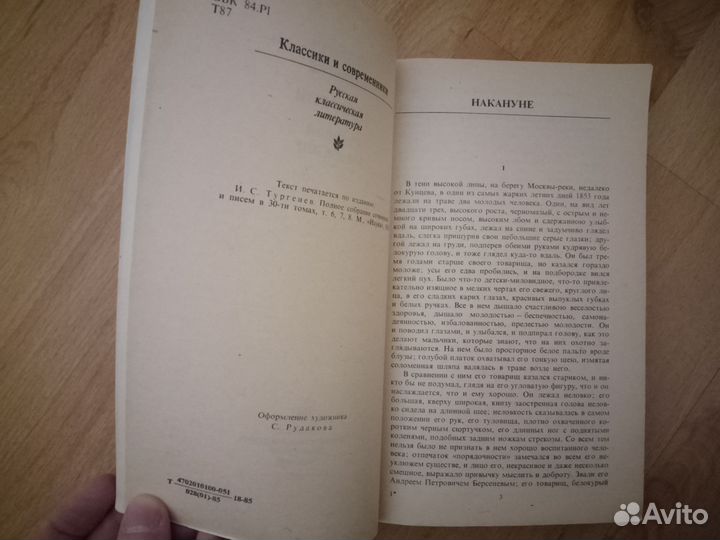 ББК 84.Р1
Т87
Классики и современники
Русская
классическая
литература
Текст печатается по изданию:
И. С. Тургенев. Полное собрание сочинений
и писем в 30-ти томах, т. 6, 7, 8. М., «Наука»,
Оформление художника
С. Рудакова
Т 4702010100-051 18-85
028(01)-85
НАКАНУНЕ
I
В тени высокой липы, на берегу Москвы-реки, недалеко
от Кунцева, в один из самых жарких летних дней 1853 года
лежали на траве два молодых человека. Один, на вид лет
двадцати трех, высокого роста, черномазый, с острым и не-
много кривым носом, высоким лбом и сдержанною улыб-
кой на широких губах, лежал на спине и задумчиво глядел
вдаль, слегка прищурив свои небольшие серые глазки; дру-
гой лежал на груди, подперев обеими руками кудрявую бе-
локурую голову, и тоже глядел куда-то вдаль. Он был тре-
мя годами старше своего товарища, но казался гораздо
моложе; усы его едва пробились, и на подбородке вился
легкий пух. Было что-то детски-миловидное, что-то привле-
кательно изящное в мелких чертах его свежего, круглого ли-
ца, в его сладких карих глазах, красивых выпуклых губках
и белых ручках. Все в нем дышало счастливою веселостью
здоровья, дышало молодостью — беспечностью, самона-
деянностью, избалованностью, прелестью молодости. Он
и поводил глазами, и улыбался, и подпирал голову, как это
делают мальчики, которые знают, что на них охотно за-
глядываются. На нем было просторное белое пальто вроде
блузы; голубой платок охватывал его тонкую шею, измятая
соломенная шляпа валялась в траве возле него.
В сравнении с ним его товарищ казался стариком, и ни-
кто бы не подумал, глядя на его угловатую фигуру, что и он
наслаждается, что и ему хорошо. Он лежал неловко; его
большая, кверху широкая, книзу заостренная голова нелов-
ко сидела на длинной шее; неловкость сказывалась в самом
положении его рук, его туловища, плотно охваченного ко-
ротким черным сюртучком, его длинных ног с поднятыми
коленями, подобных задним ножкам стрекозы. Со всем тем
нельзя было не признать в нем хорошо воспитанного
человека; отпечаток «порядочности» замечался во всем его не-
уклюжем существе, и лицо его, некрасивое и даже несколько
смешное, выражало привычку мыслить и доброту. Звали его
Андреем Петровичем Берсеневым; его товарищ, белокурый
1*
3
Avito